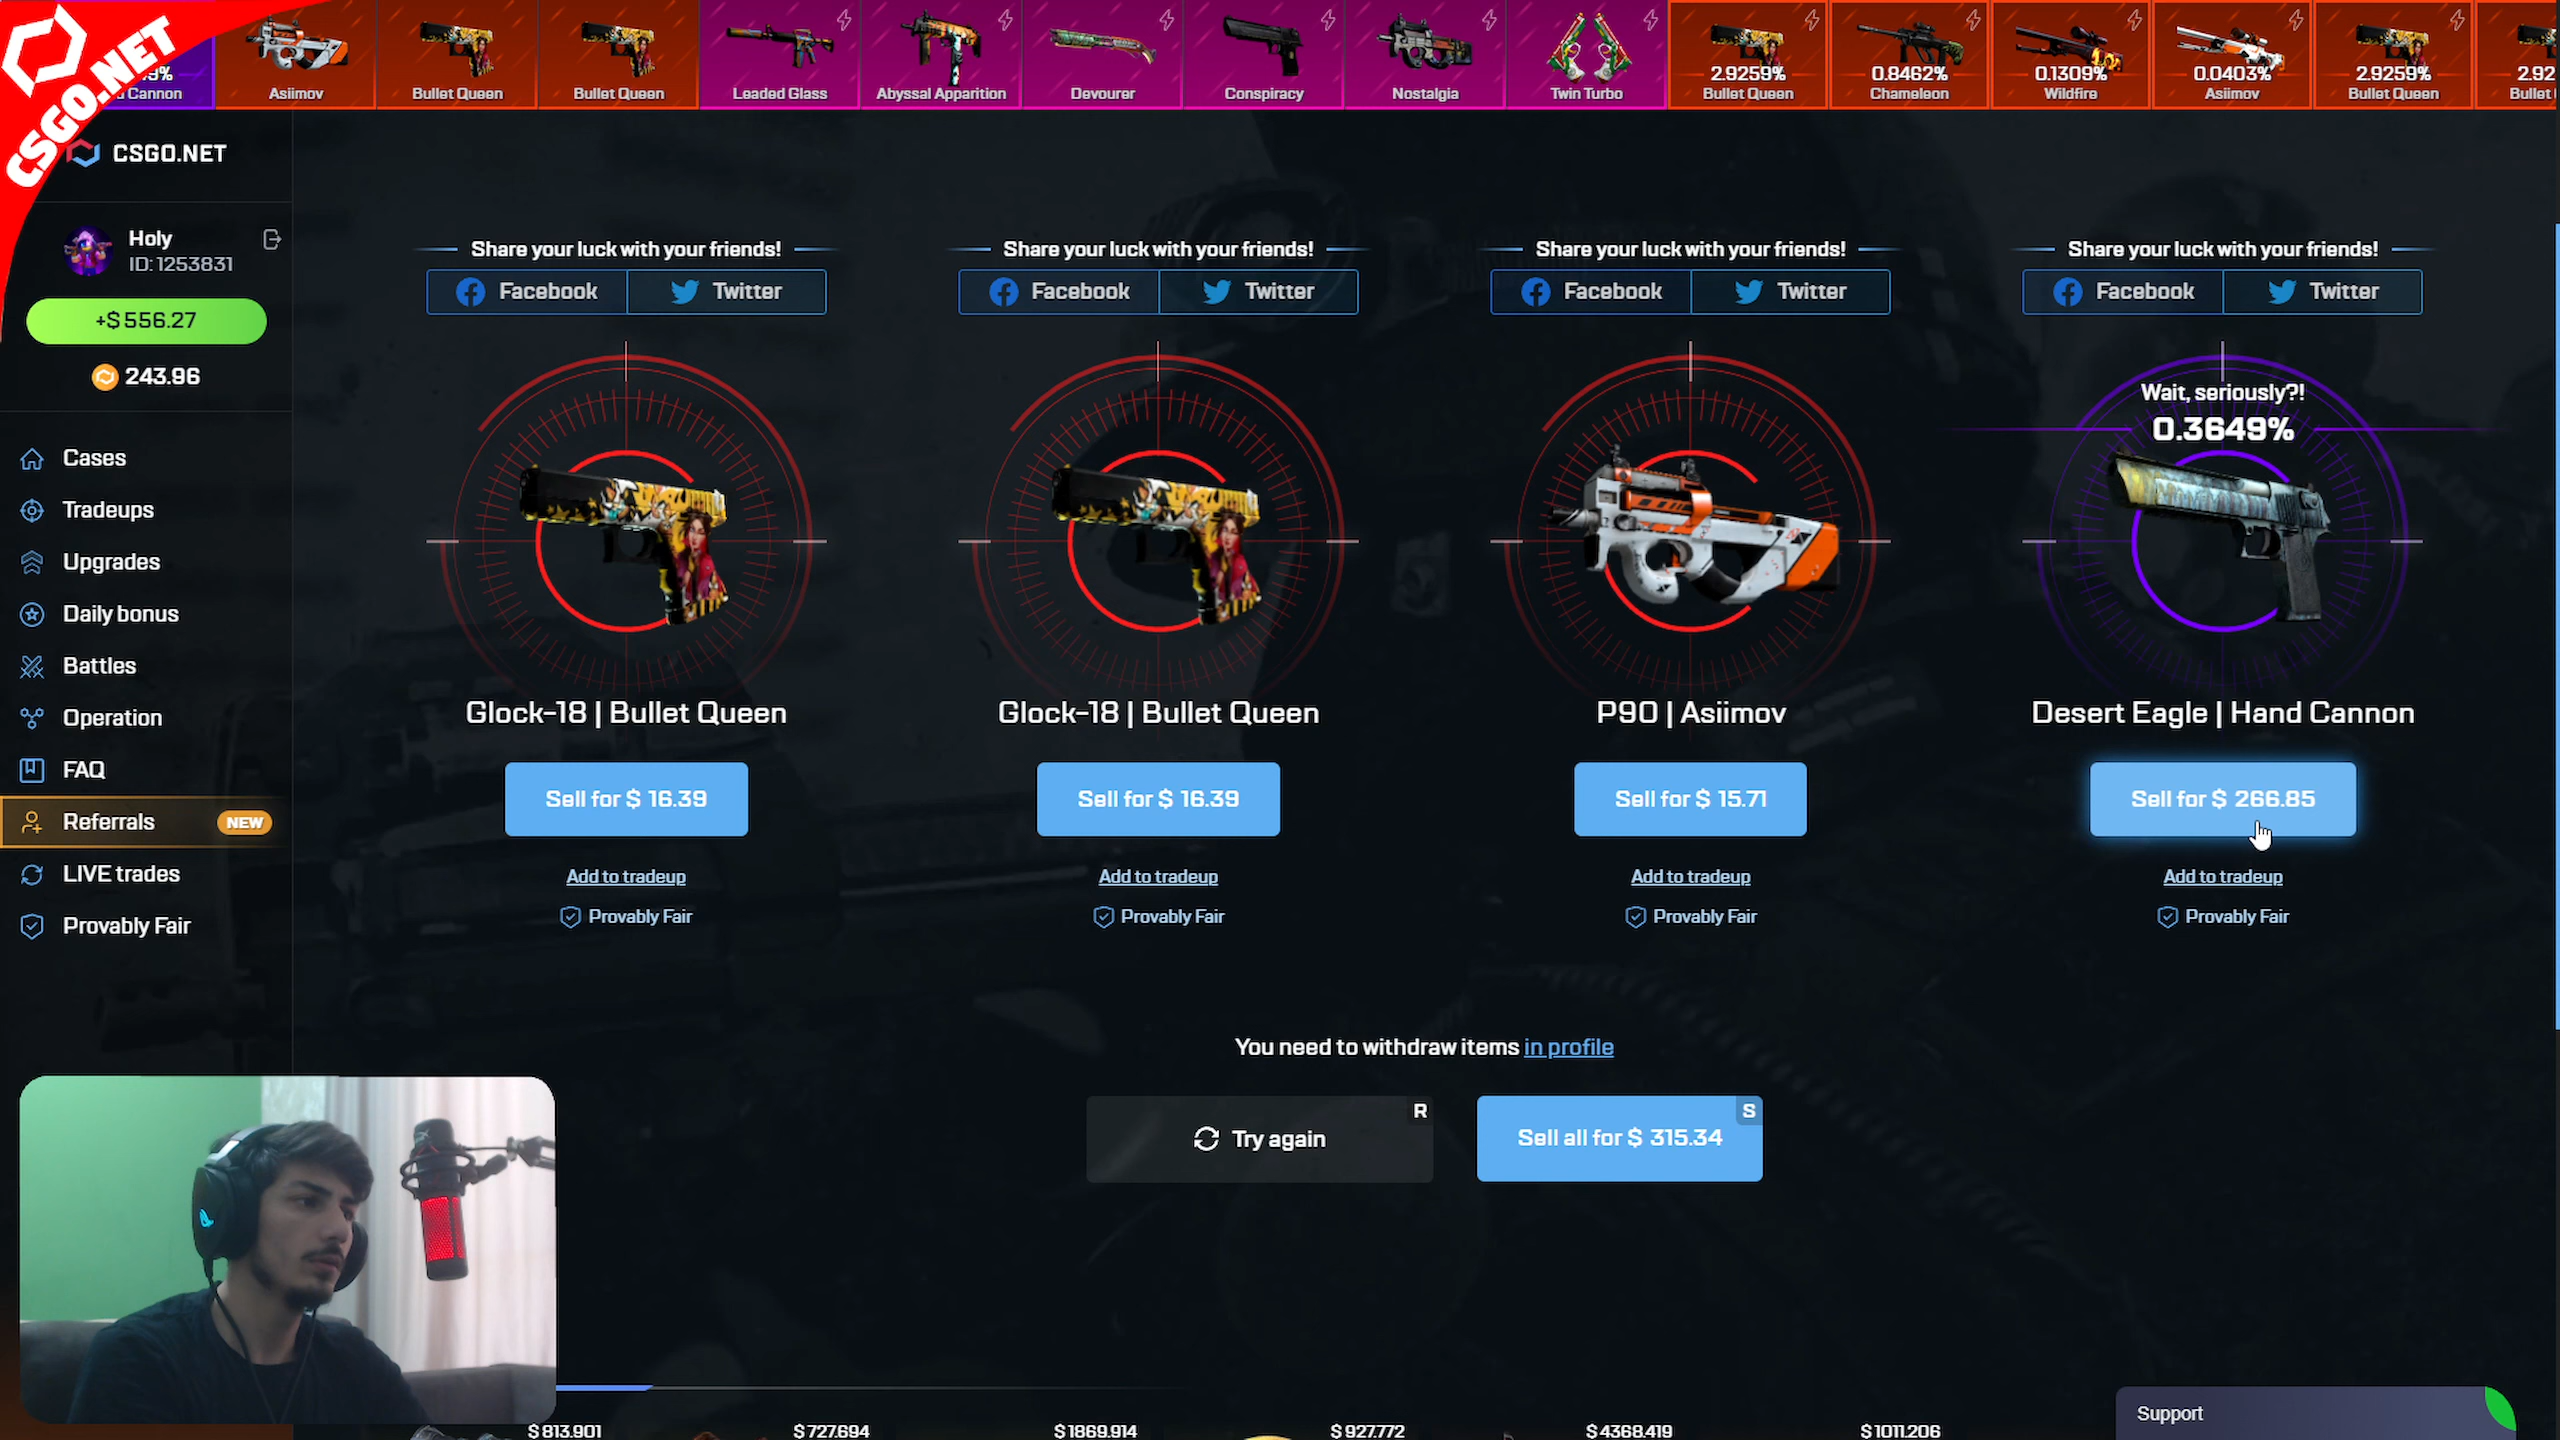 CSGO.NET
Cannon
Asiimov
Bullet Queen
Bullet Queen
Leaded Glass
Abyssal Apparition
Devourer
Conspiracy
Nostalgia
Twin Turbo
2.9259%
Bullet Queen
0.8462%
Chameleon
0.1309%
Wildfire
0.0403%
Asiimov
2.9259%
Bullet Queen
2.92
Bullet
CSGO.NET
Holy
ID: 1253831
+$ 556.27
243.96
Cases
Tradeups
Upgrades
Daily bonus
Battles
Operation
FAQ
Referrals NEW
LIVE trades
Provably Fair
Share your luck with your friends!
Facebook Twitter
Glock-18 | Bullet Queen
Sell for $ 16.39
Add to tradeup
Provably Fair
Share your luck with your friends!
Facebook Twitter
Glock-18 | Bullet Queen
Sell for $ 16.39
Add to tradeup
Provably Fair
Share your luck with your friends!
Facebook Twitter
P90 | Asiimov
Sell for $ 15.71
Add to tradeup
Provably Fair
Share your luck with your friends!
Facebook Twitter
Wait, seriously?!
0.3649%
Desert Eagle | Hand Cannon
Sell for $ 266.85
Add to tradeup
Provably Fair
You need to withdraw items in profile
Try again R
Sell all for $ 315.34 S
$ 813.901
$ 727.694
$ 1869.914
$ 927.772
$ 4368.419
$ 1011.206
Support